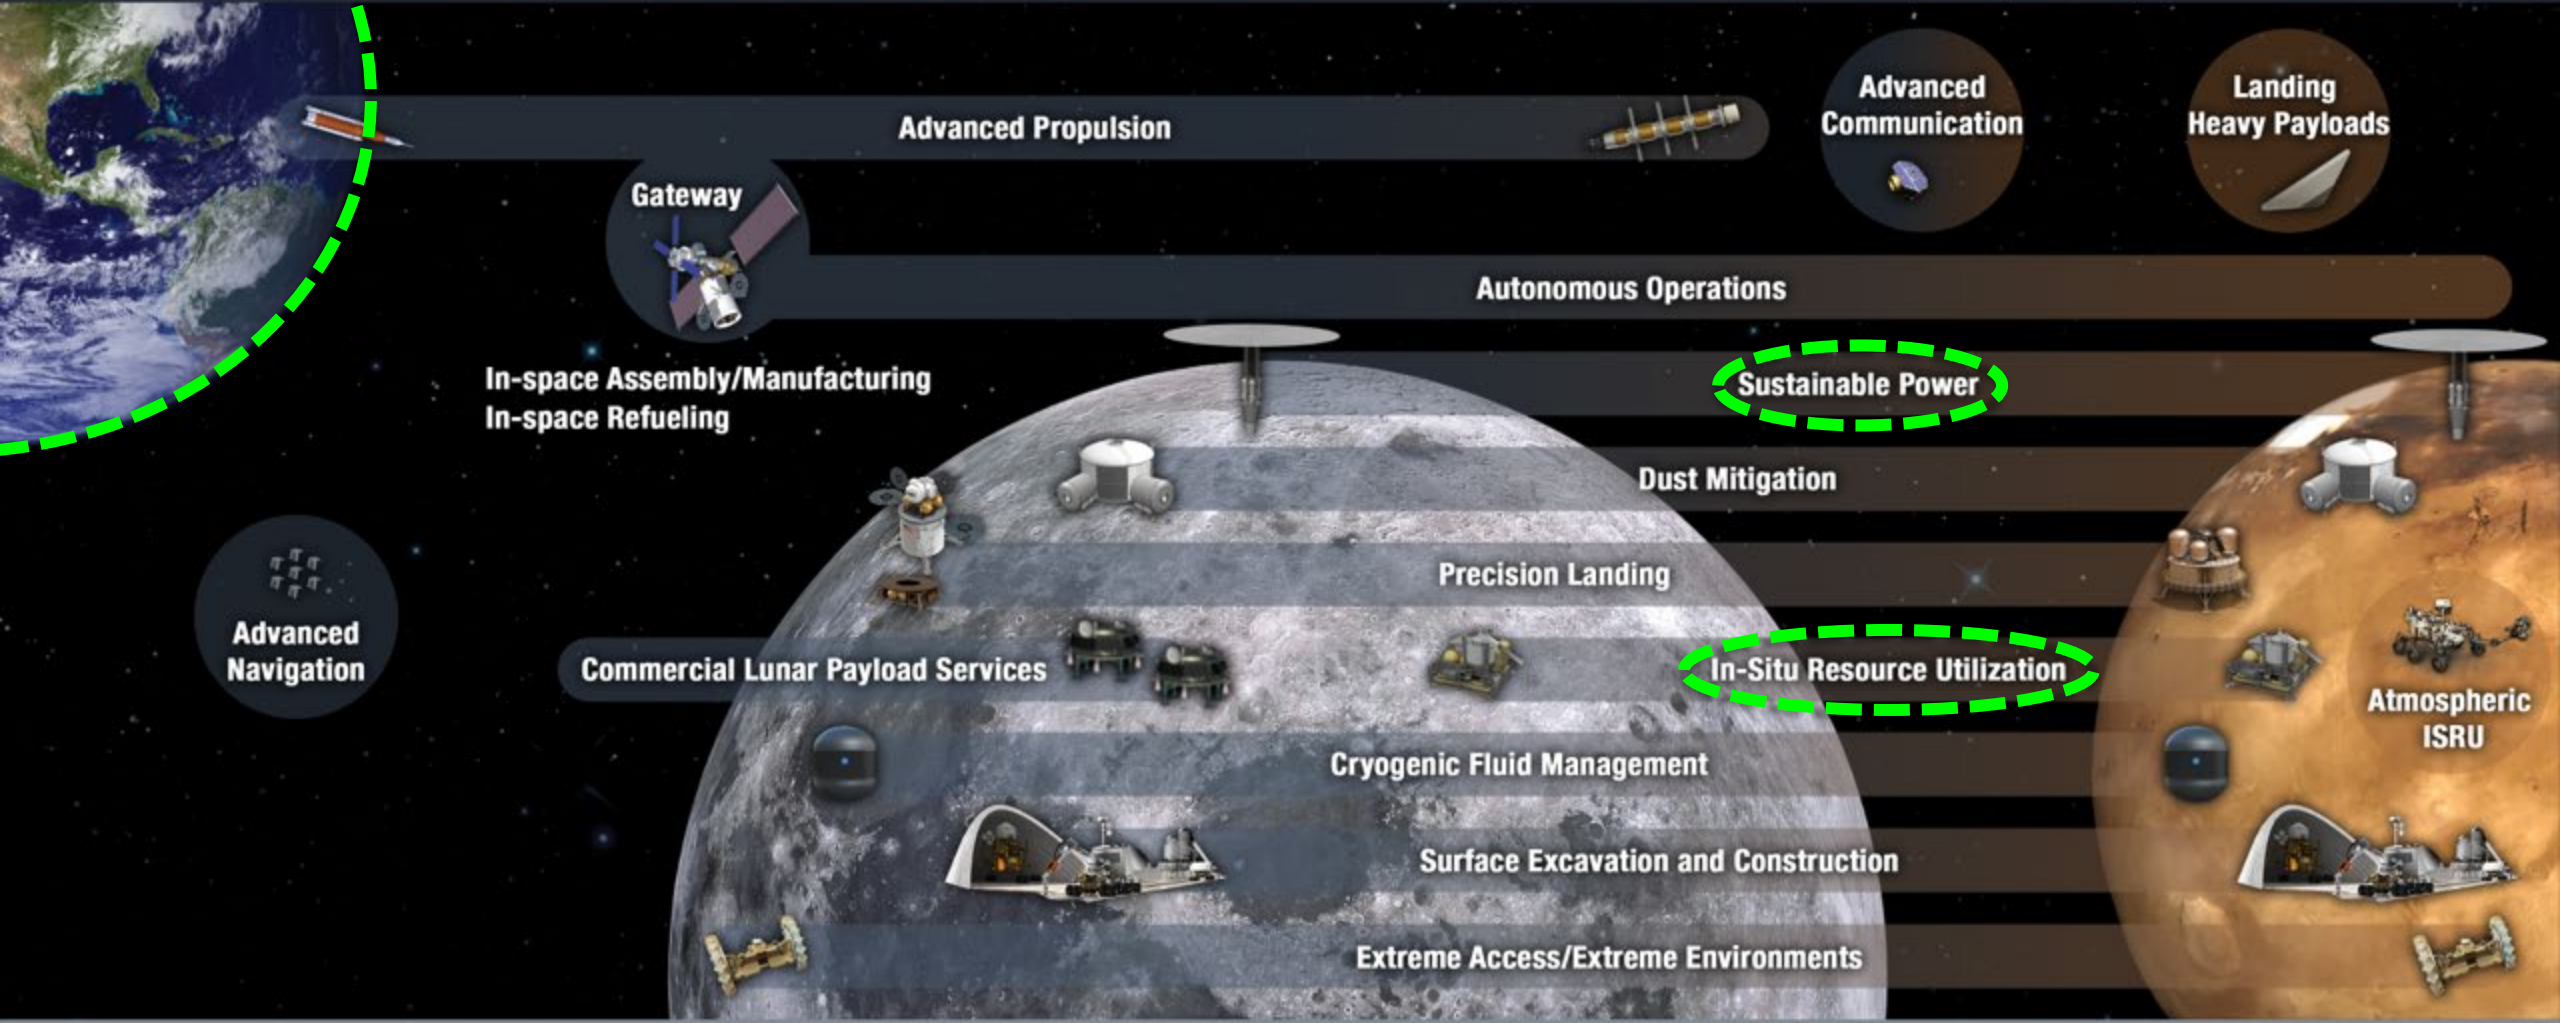 Advanced
Communication
Landing
Heavy Payloads
Advanced Propulsion
Gateway
Autonomous Operations
In-space Assembly/Manufacturing
In-space Refueling
Sustainable Power
Dust Mitigation
Precision Landing
Advanced
Navigation
Commercial Lunar Payload Services
In-Situ Resource Utilization
Atmospheric
ISRU
Cryogenic Fluid Management
Surface Excavation and Construction
Extreme Access/Extreme Environments